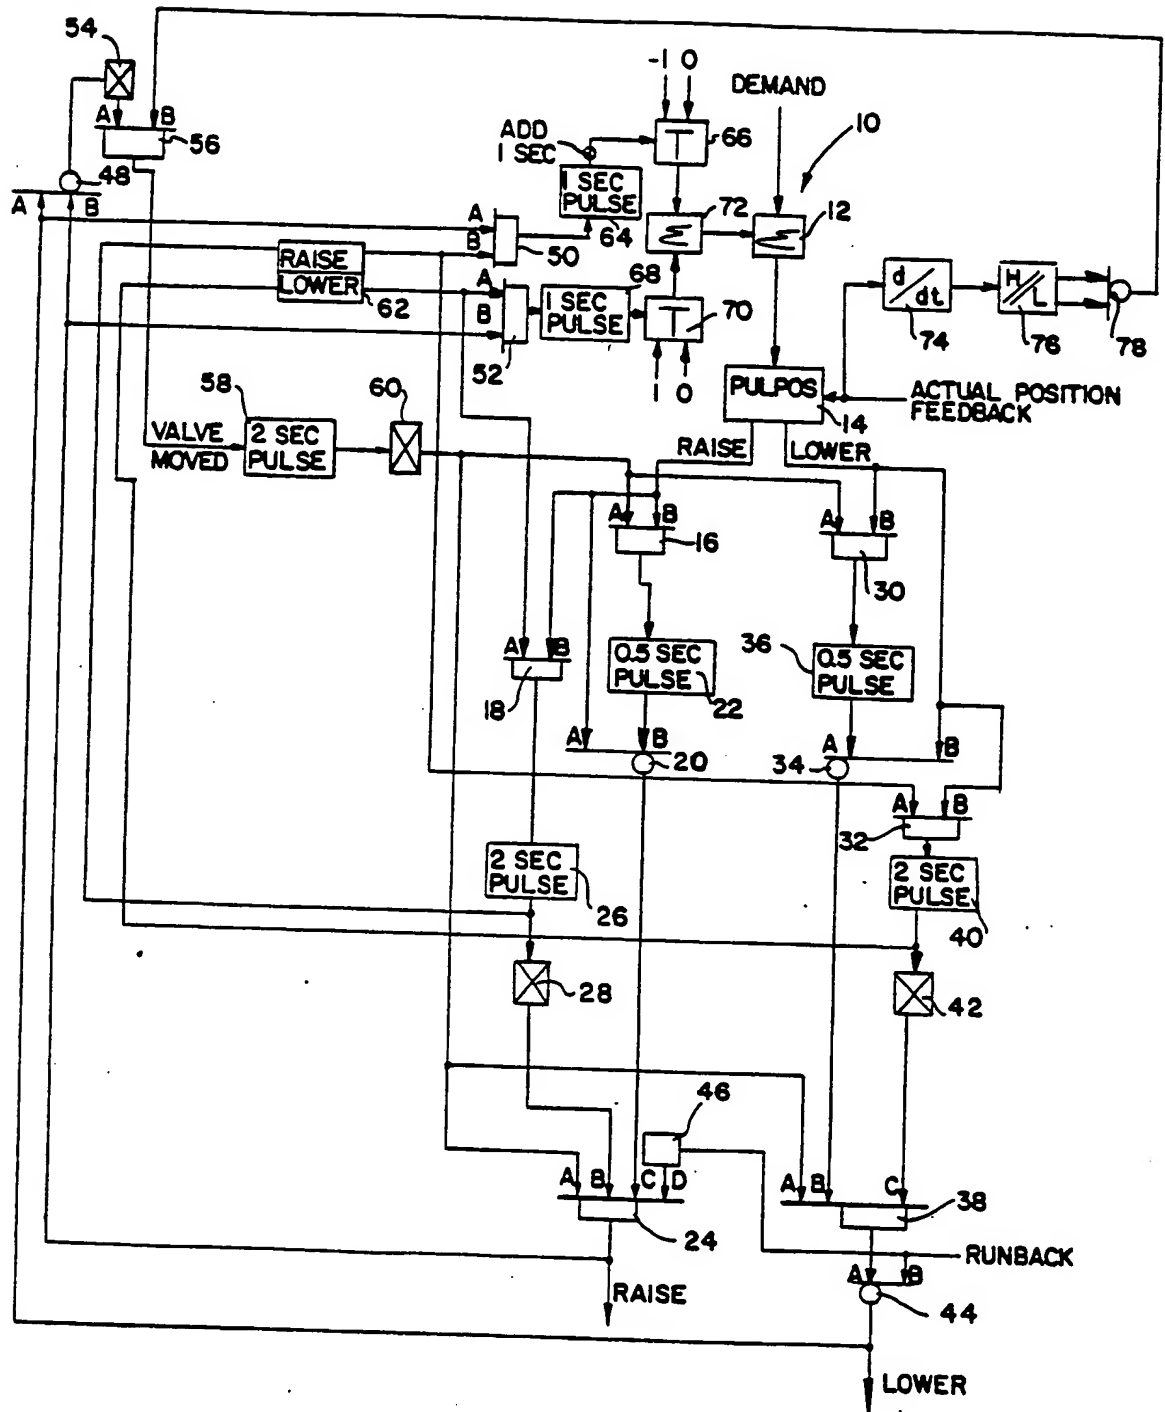 54
A B
56
48
A B
-1 0
DEMAND
10
ADD
1 SEC
T
66
1 SEC
PULSE
64
72
Σ
12
Σ
A
B
50
RAISE
LOWER
62
68
A
B
52
1 SEC
PULSE
T
70
1 0
d/dt
74
H//L
76
78
58
60
VALVE
MOVED
2 SEC
PULSE
PULPOS
14
ACTUAL POSITION
FEEDBACK
RAISE
LOWER
A B
16
A B
30
A B
18
0.5 SEC
PULSE
22
36
0.5 SEC
PULSE
A B
20
A B
34
A B
32
2 SEC
PULSE
26
2 SEC
PULSE
40
28
42
46
A B C D
24
A B C
38
RUNBACK
A B
44
RAISE
LOWER